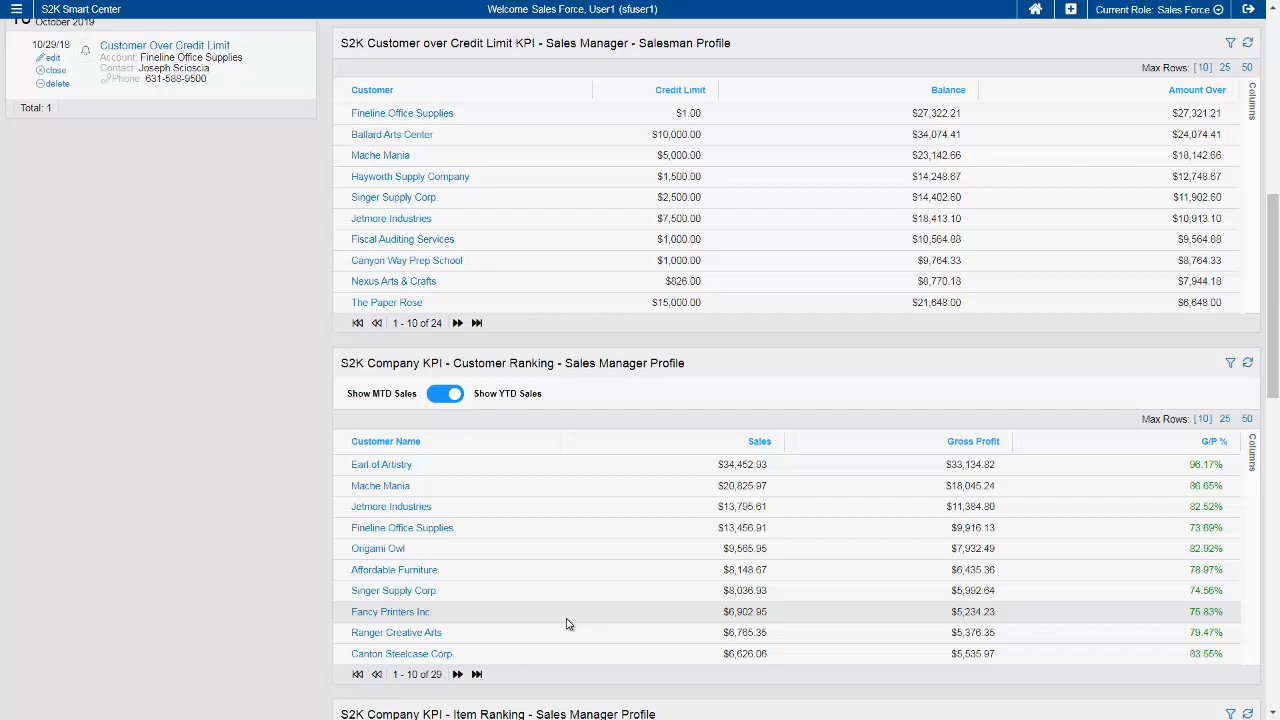 S2K Smart Center
Welcome Sales Force, User1 (sfuser1)
Current Role: Sales Force
October 2019
10/29/18
Customer Over Credit Limit
edit
Account: Fineline Office Supplies
close
Contact: Joseph Scioscia
delete
Phone: 631-588-9500
Total: 1
S2K Customer over Credit Limit KPI - Sales Manager - Salesman Profile
Max Rows: [10] 25 50
Customer Credit Limit Balance Amount Over
Columns
Fineline Office Supplies $1.00 $27,322.21 $27,321.21
Ballard Arts Center $10,000.00 $34,074.41 $24,074.41
Mache Mania $5,000.00 $23,142.66 $18,142.66
Hayworth Supply Company $1,500.00 $14,248.67 $12,748.67
Singer Supply Corp. $2,500.00 $14,402.60 $11,902.60
Jetmore Industries $7,500.00 $18,413.10 $10,913.10
Fiscal Auditing Services $1,000.00 $10,564.88 $9,564.88
Canyon Way Prep School $1,000.00 $9,764.33 $8,764.33
Nexus Arts & Crafts $826.00 $8,770.18 $7,944.18
The Paper Rose $15,000.00 $21,648.00 $6,648.00
1 - 10 of 24
S2K Company KPI - Customer Ranking - Sales Manager Profile
Show MTD Sales Show YTD Sales
Max Rows: [10] 25 50
Customer Name Sales Gross Profit G/P %
Columns
Earl of Artistry $34,452.93 $33,134.82 96.17%
Mache Mania $20,825.97 $18,045.24 86.65%
Jetmore Industries $13,795.61 $11,384.80 82.52%
Fineline Office Supplies $13,456.91 $9,916.13 73.69%
Origami Owl $9,565.95 $7,932.49 82.92%
Affordable Furniture $8,148.67 $6,435.36 78.97%
Singer Supply Corp. $8,036.93 $5,992.64 74.56%
Fancy Printers Inc. $6,902.95 $5,234.23 75.83%
Ranger Creative Arts $6,765.35 $5,376.35 79.47%
Canton Steelcase Corp. $6,626.06 $5,535.97 83.55%
1 - 10 of 29
S2K Company KPI - Item Ranking - Sales Manager Profile